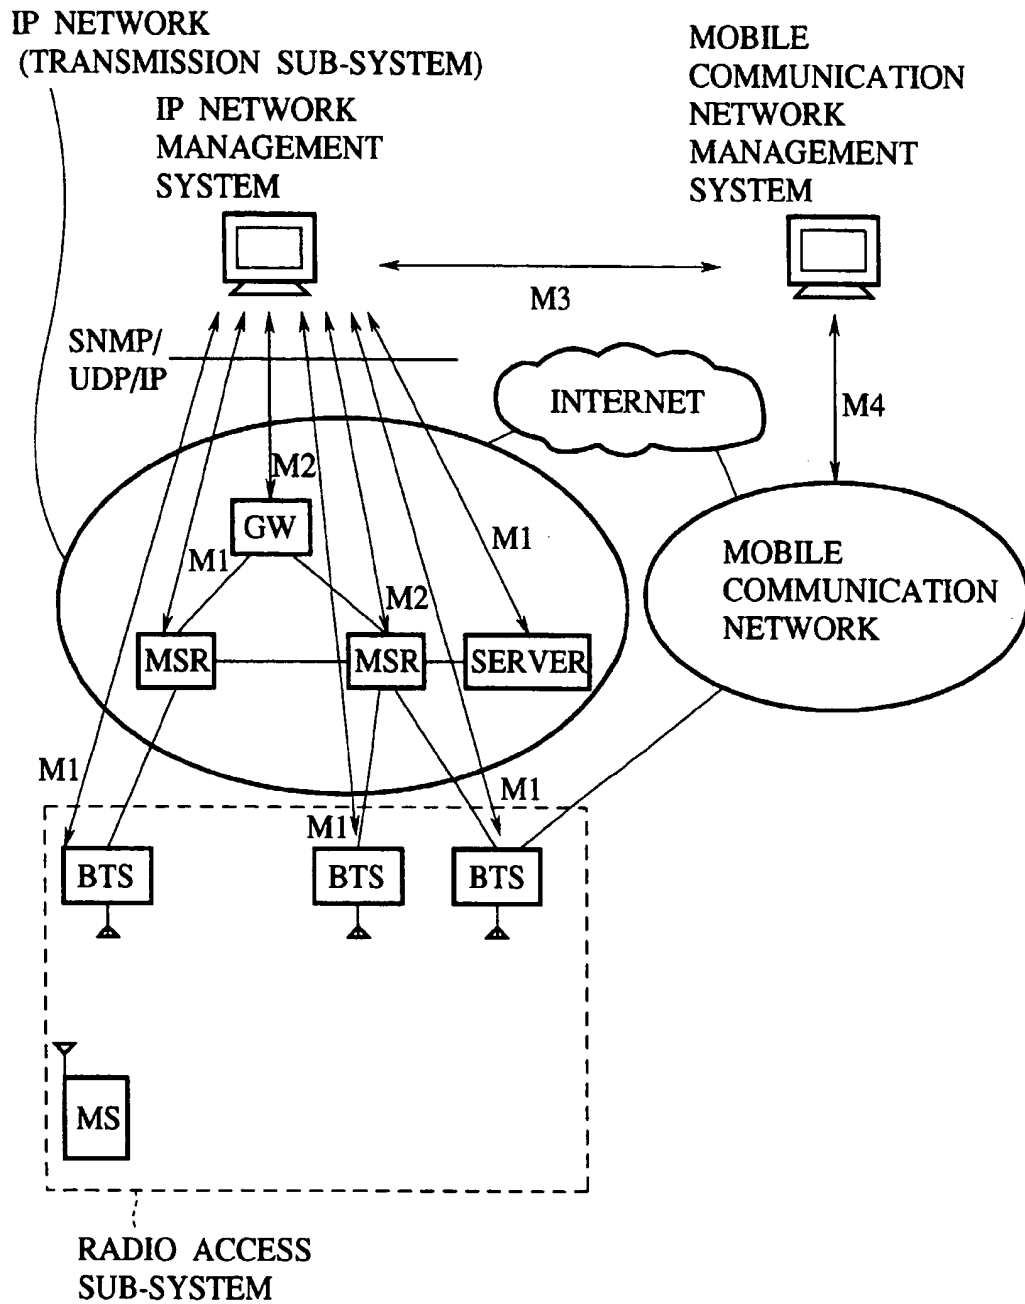 IP NETWORK
(TRANSMISSION SUB-SYSTEM)
IP NETWORK
MANAGEMENT
SYSTEM
MOBILE
COMMUNICATION
NETWORK
MANAGEMENT
SYSTEM
M3
SNMP/
UDP/IP
INTERNET
M4
M2
GW
M1
M1
M2
MOBILE
COMMUNICATION
NETWORK
MSR
MSR
SERVER
M1
M1
M1
BTS
BTS
BTS
MS
RADIO ACCESS
SUB-SYSTEM